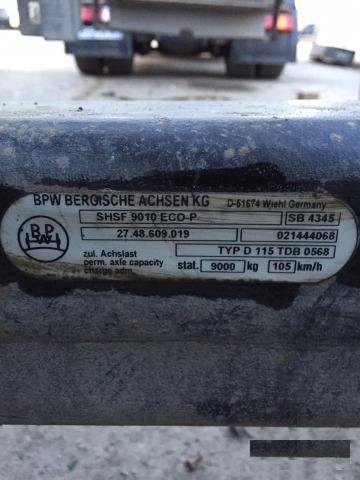 BPW BERGISCHE ACHSEN KG D-51674 Wiehl Germany
SHSF 9010 ECO-P SB 4345
27.48.609.019 021444068
BPW
zul. Achslast TYP D 115 TDB 0568
perm. axle capacity
charge adm. stat. 9000 kg 105 km/h